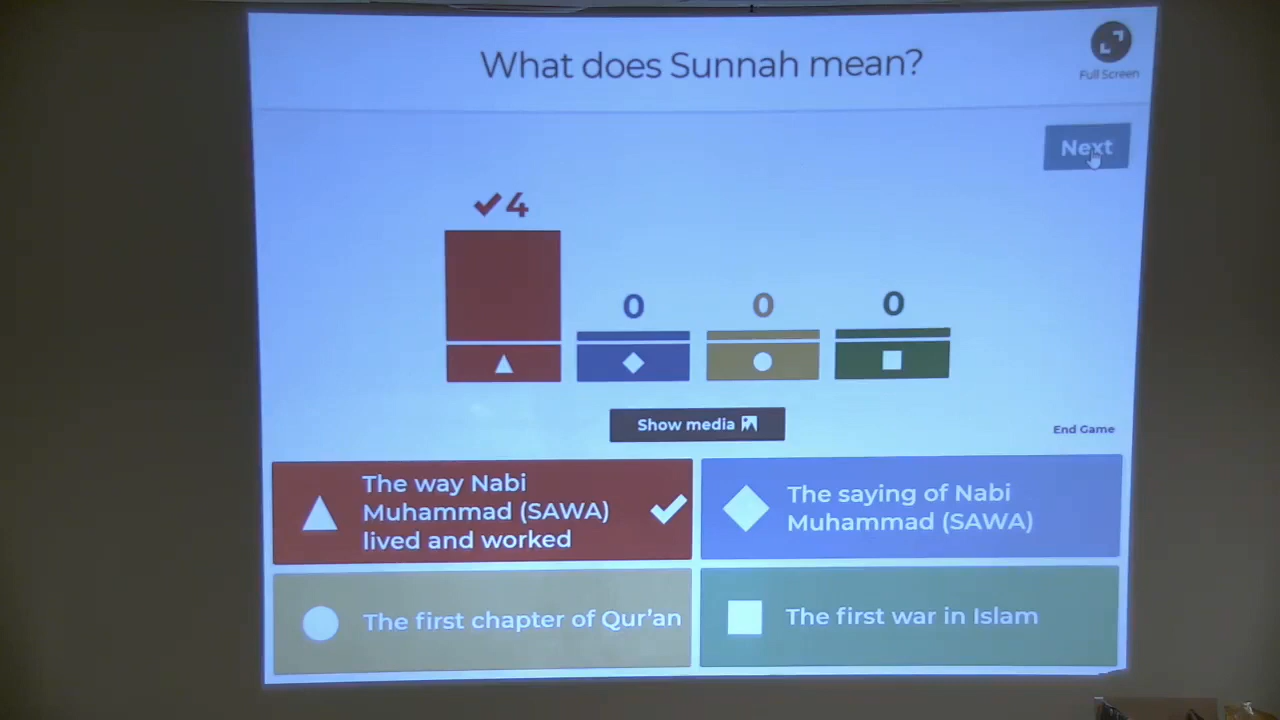 What does Sunnah mean?
Full Screen
Next
4
0
0
0
Show media
End Game
The way Nabi
Muhammad (SAWA)
lived and worked
The saying of Nabi
Muhammad (SAWA)
The first chapter of Qur'an
The first war in Islam